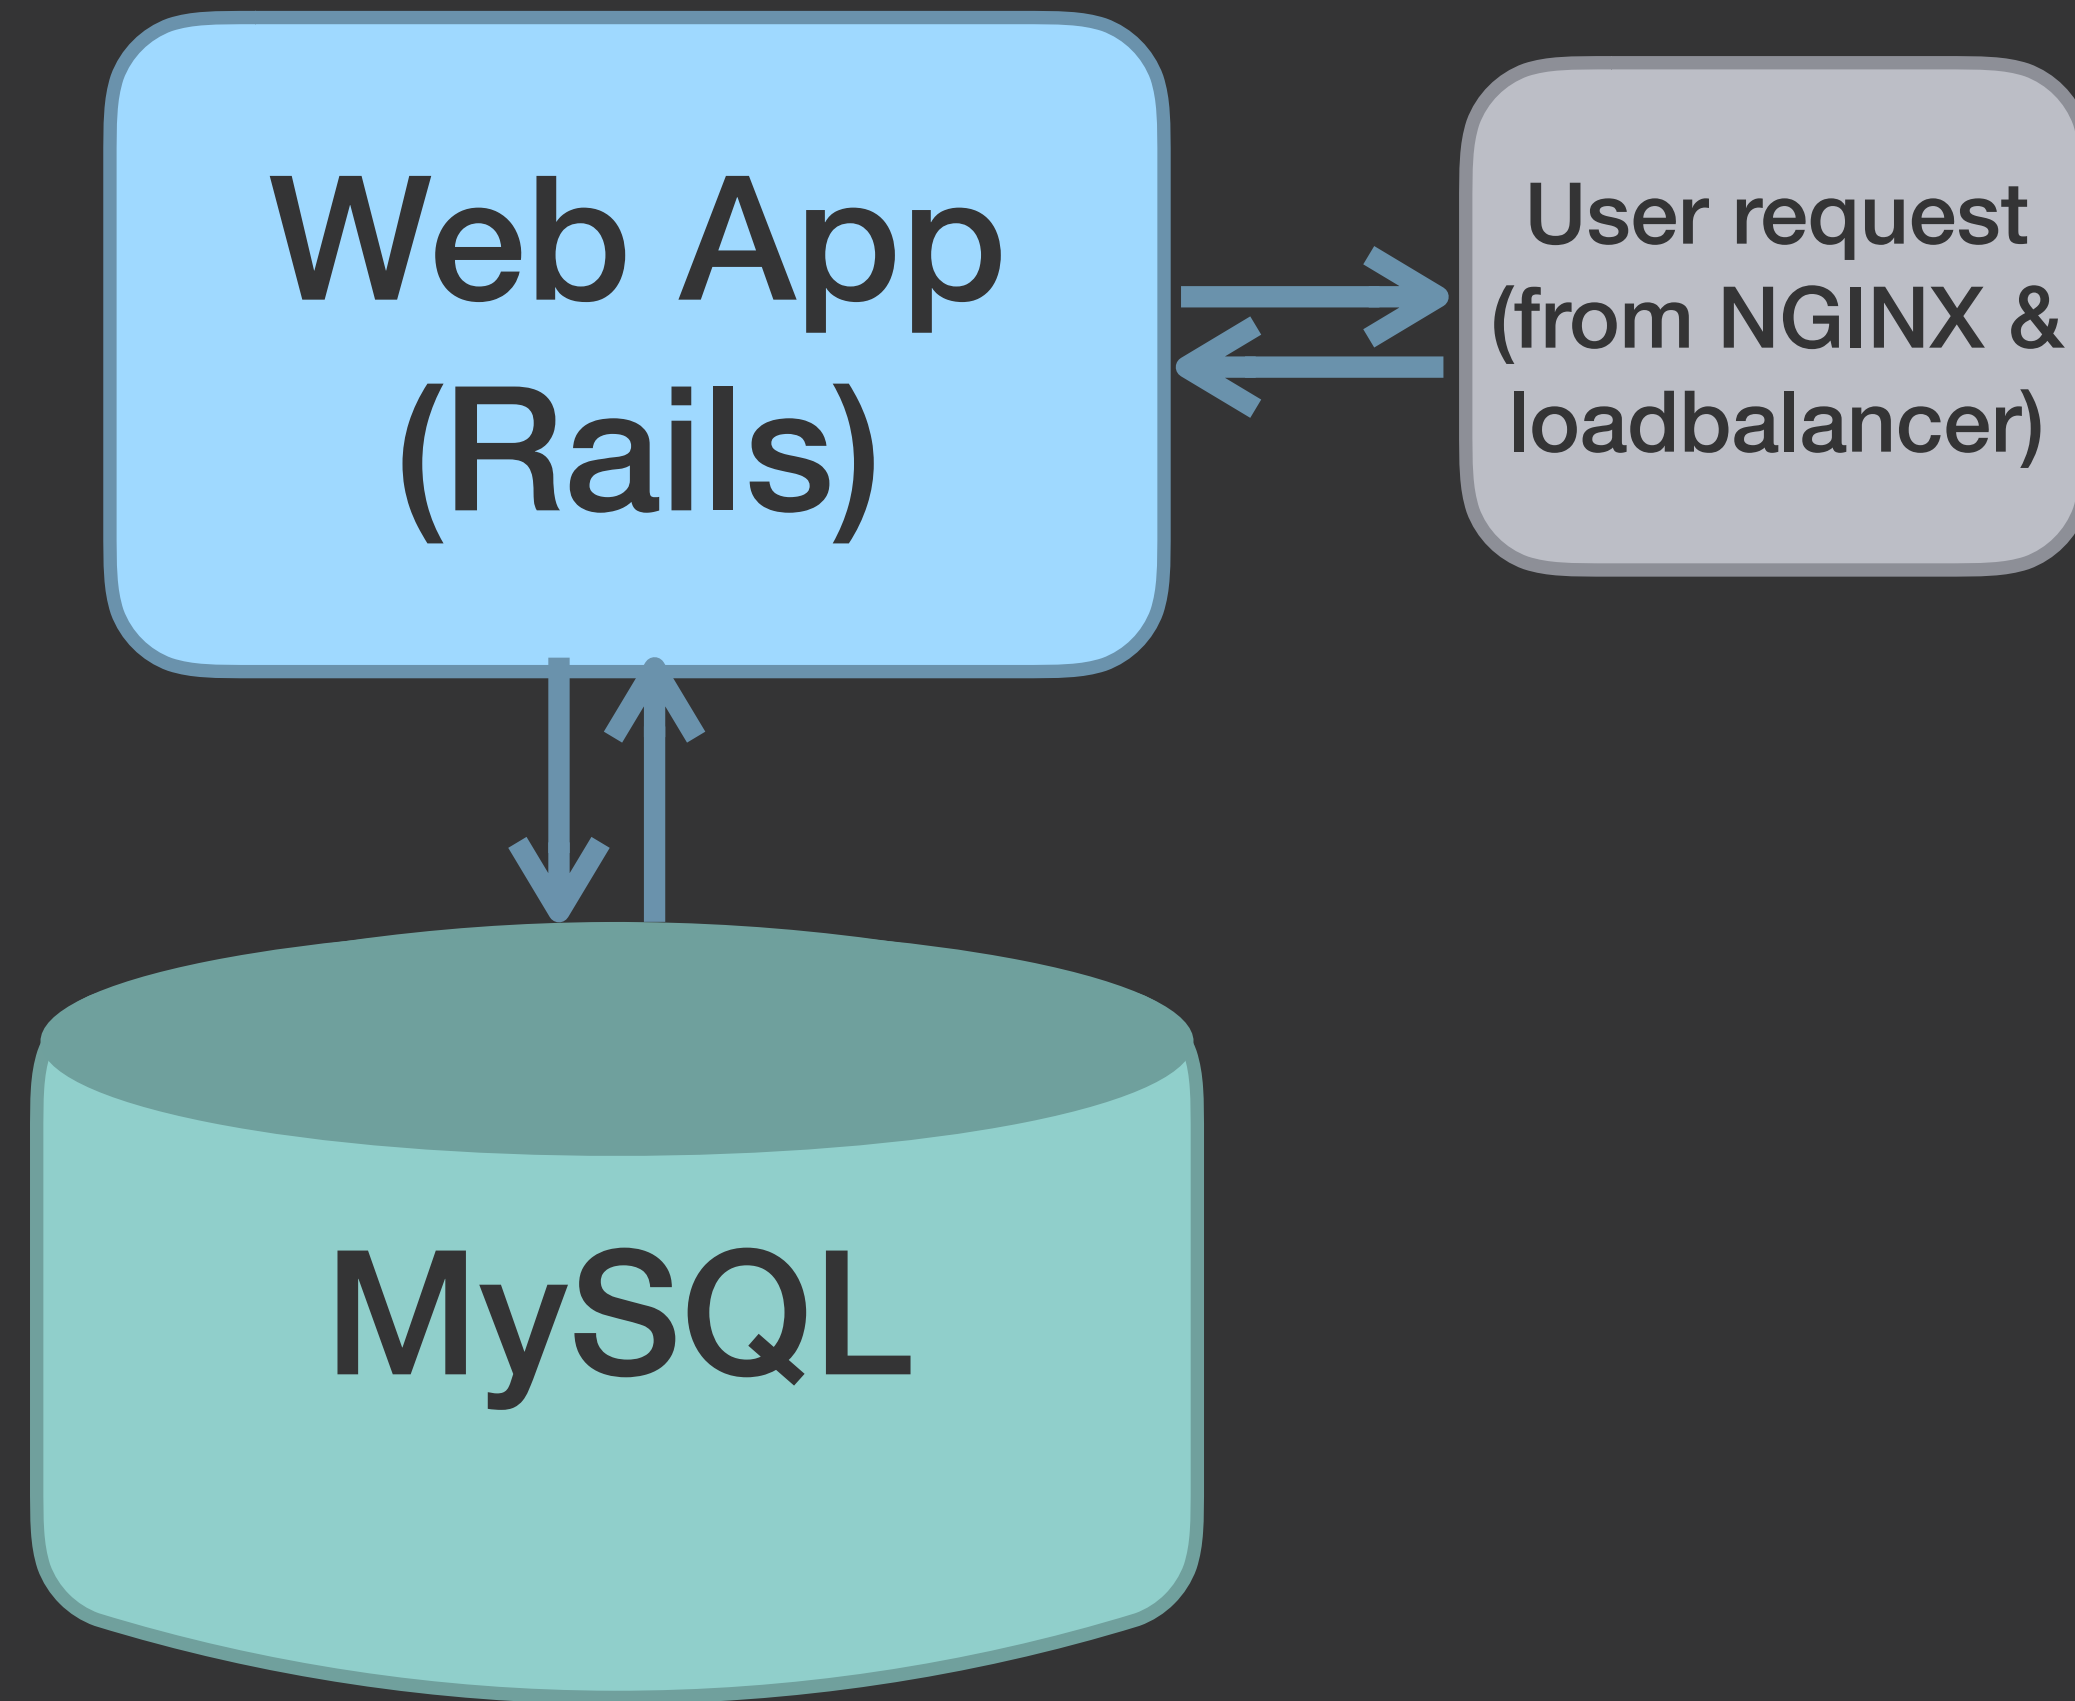 Web App
(Rails)
User request
(from NGINX &
loadbalancer)
MySQL